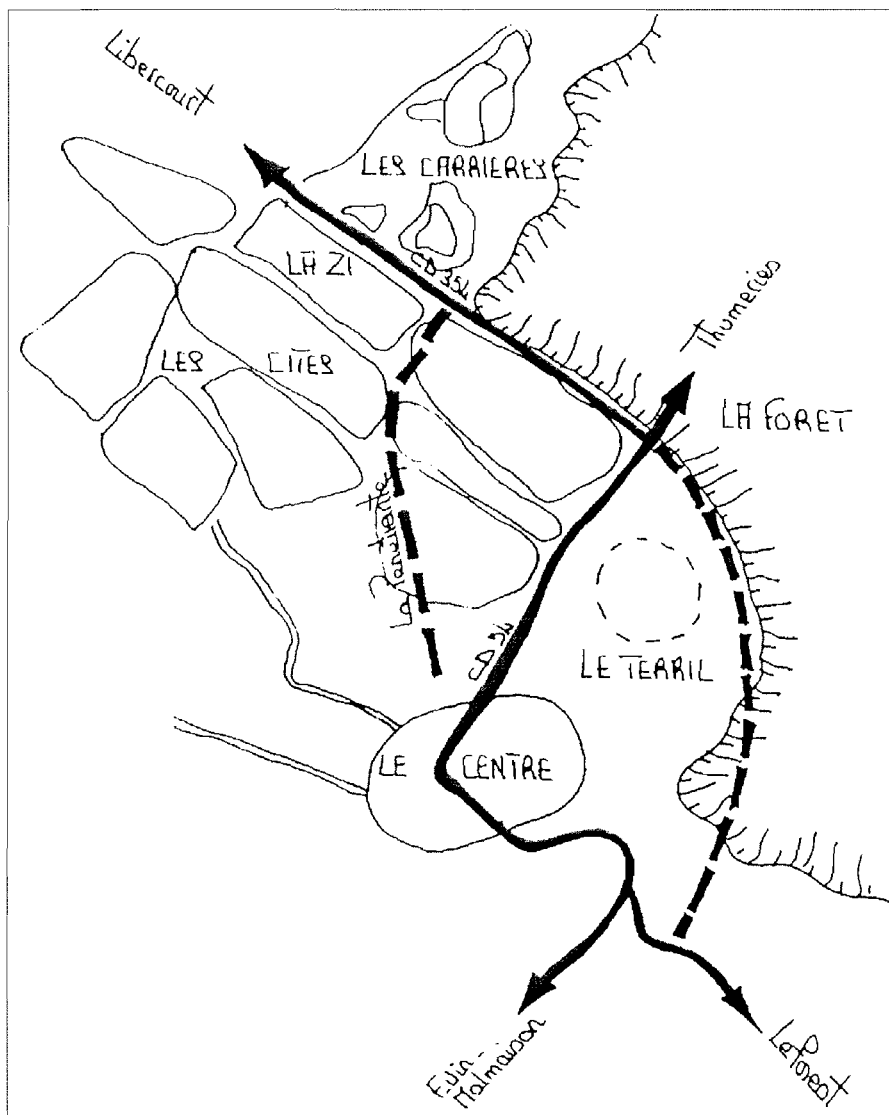 Libercourt
LES CARRIERES
LA ZI
CD 354
Thumeries
LES CITES
LA FORET
La Pantiante
CD 54
LE TERRIL
LE CENTRE
Evin-
Malmaison
Leforest